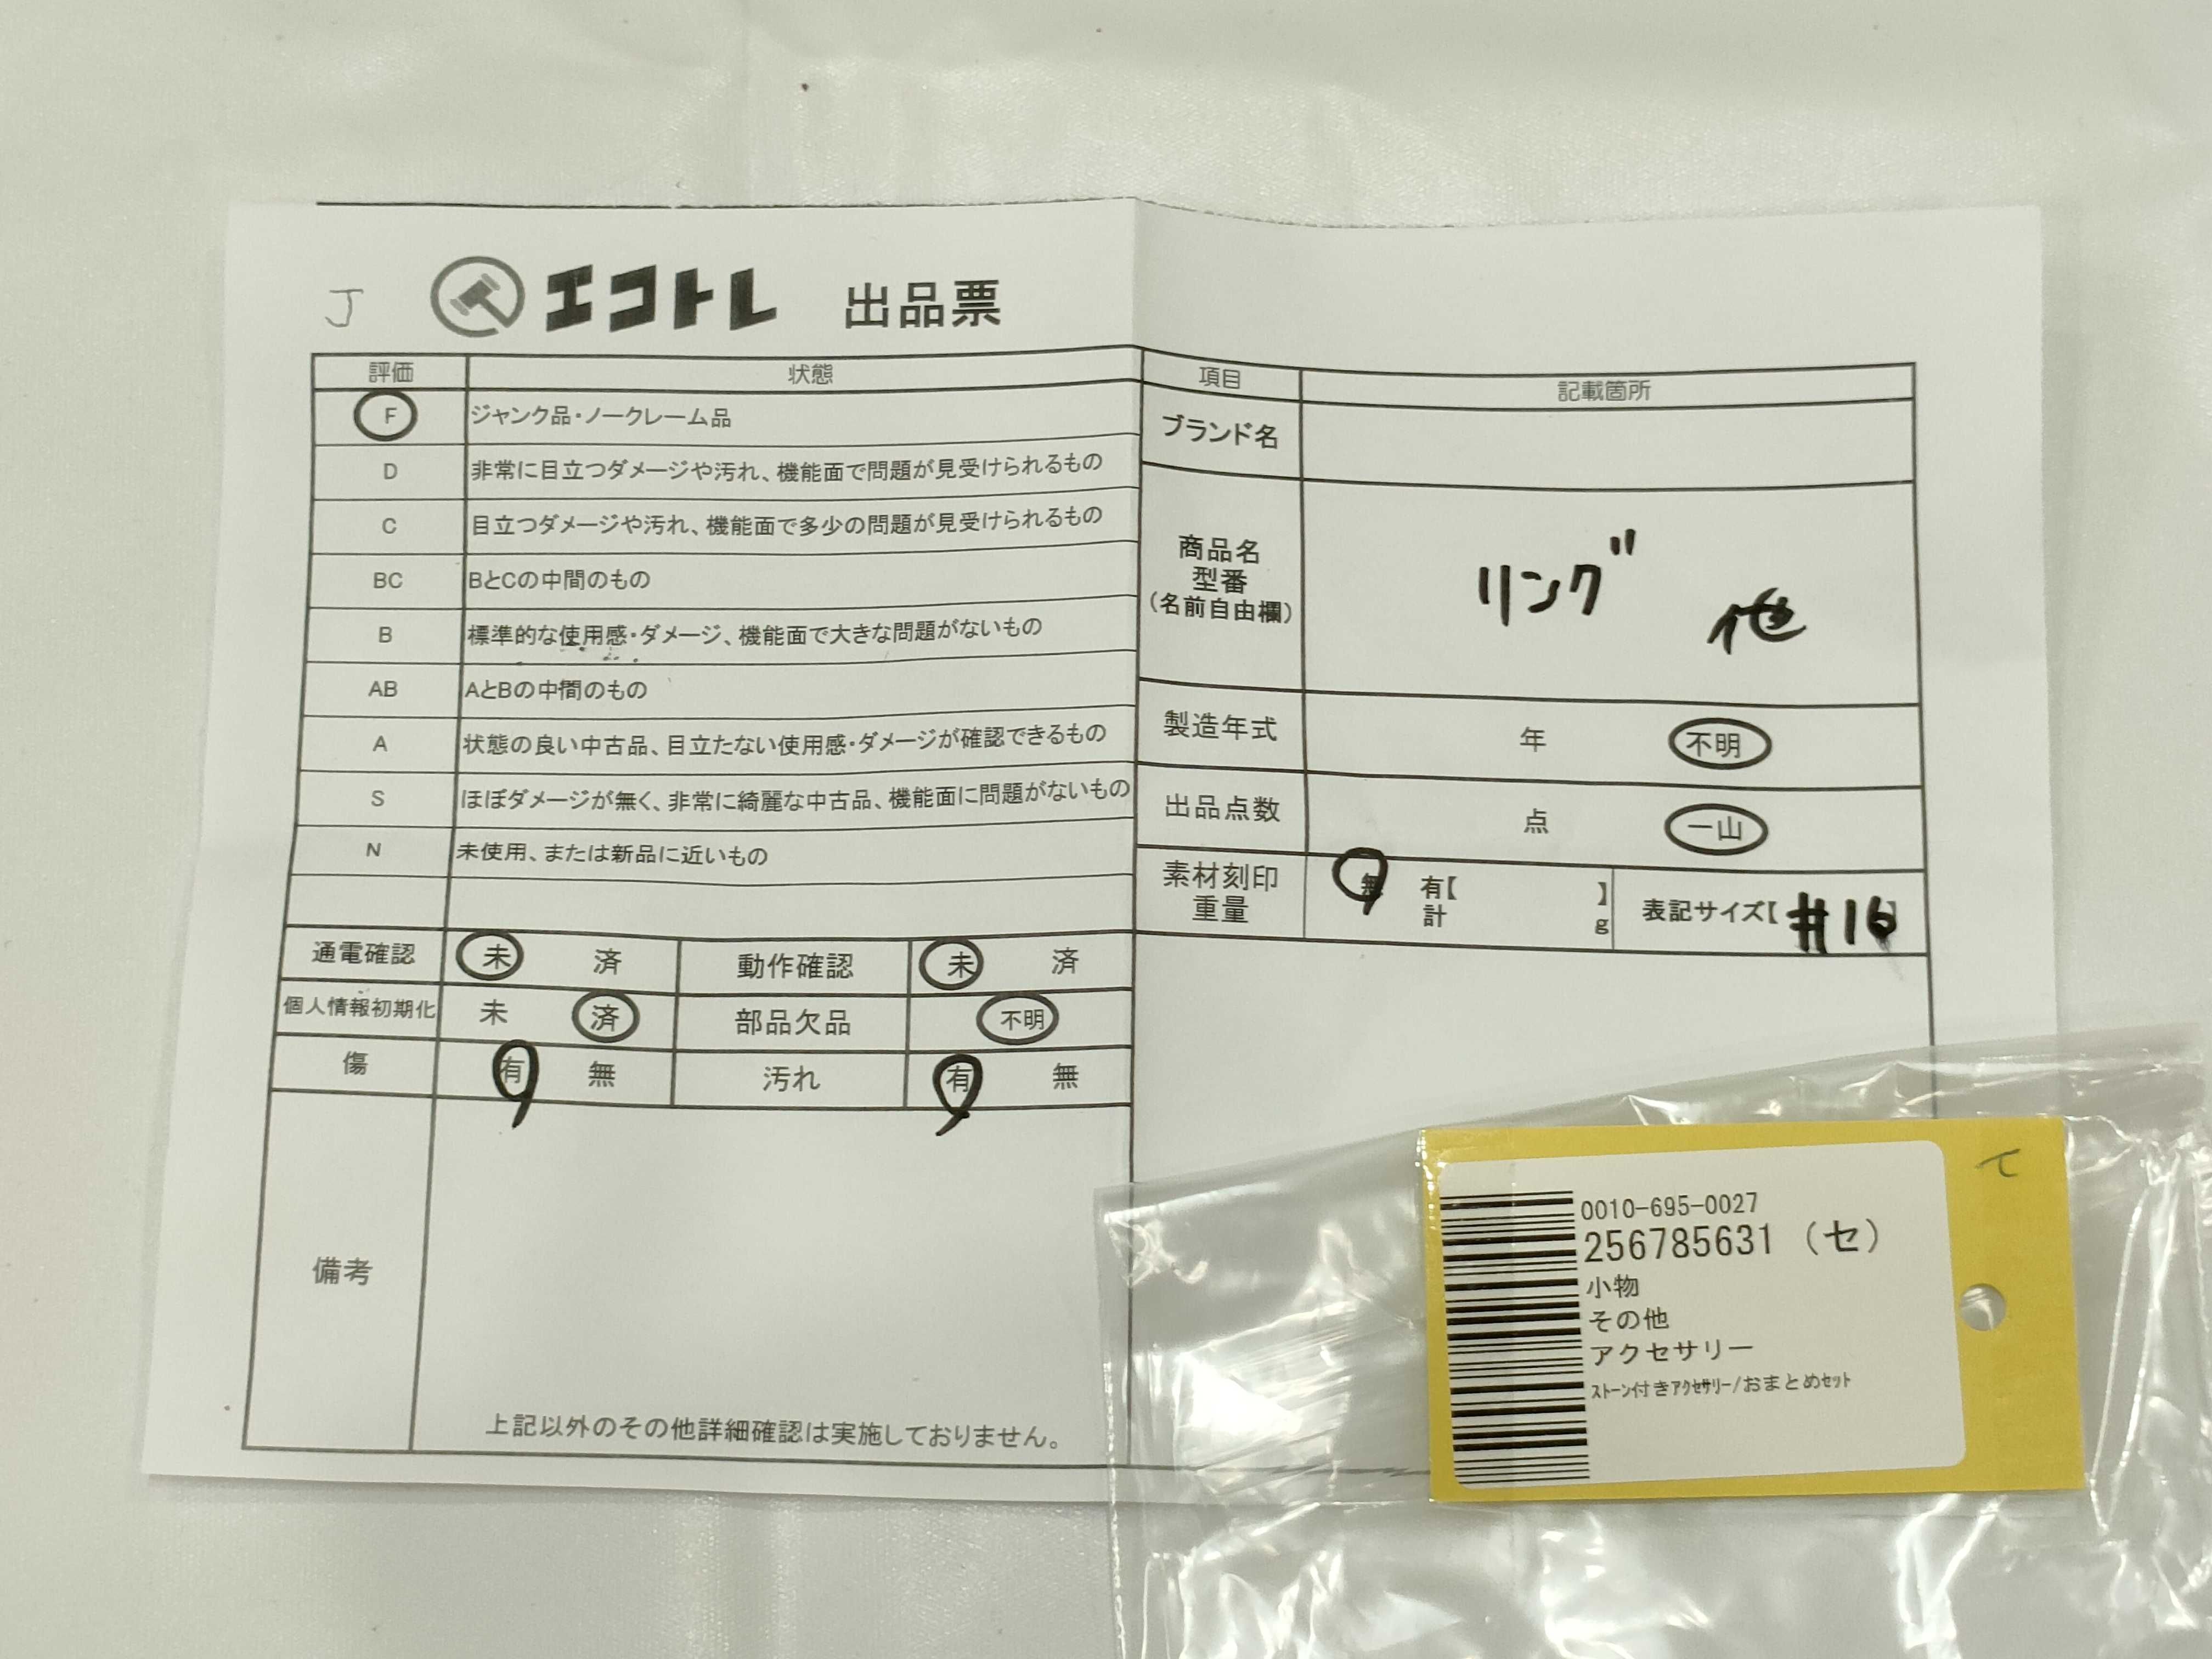 J
エコトレ 出品票
評価 状態
F ジャンク品・ノークレーム品
D 非常に目立つダメージや汚れ、機能面で問題が見受けられるもの
C 目立つダメージや汚れ、機能面で多少の問題が見受けられるもの
BC BとCの中間のもの
B 標準的な使用感・ダメージ、機能面で大きな問題がないもの
AB AとBの中間のもの
A 状態の良い中古品、目立たない使用感・ダメージが確認できるもの
S ほぼダメージが無く、非常に綺麗な中古品、機能面に問題がないもの
N 未使用、または新品に近いもの
通電確認 未 済 動作確認 未 済
個人情報初期化 未 済 部品欠品 不明
傷 有 無 汚れ 有 無
備考
上記以外のその他詳細確認は実施しておりません。
項目 記載箇所
ブランド名
商品名
型番
(名前自由欄)
リング 他
製造年式 年 不明
出品点数 点 一山
素材刻印 無 有【 】
重量 計 g
表記サイズ【#16】
0010-695-0027
256785631 (セ)
小物
その他
アクセサリー
ストーン付きアクセサリー/おまとめセット